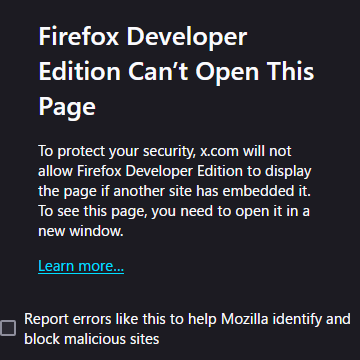 Firefox Developer
Edition Can’t Open This
Page
To protect your security, x.com will not
allow Firefox Developer Edition to display
the page if another site has embedded it.
To see this page, you need to open it in a
new window.
Learn more...
Report errors like this to help Mozilla identify and
block malicious sites